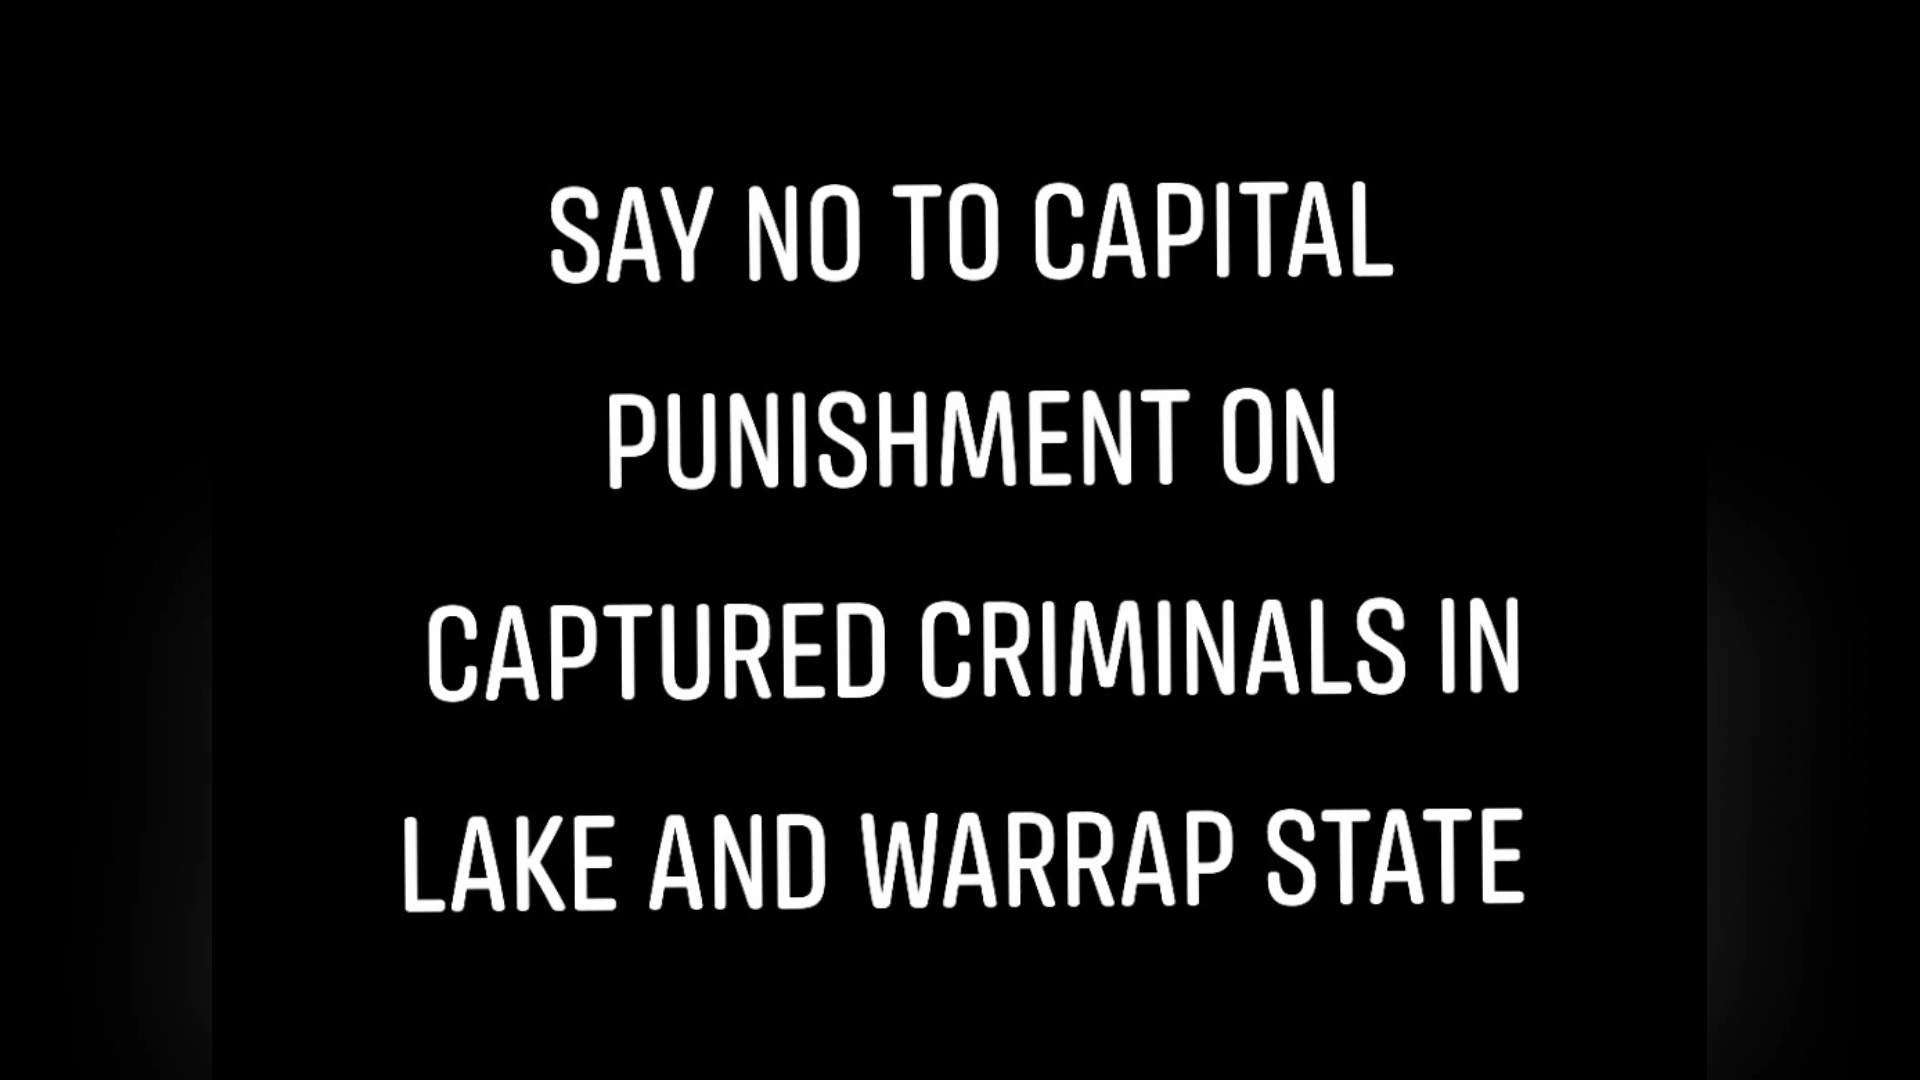 SAY NO TO CAPITAL
PUNISHMENT ON
CAPTURED CRIMINALS IN
LAKE AND WARRAP STATE